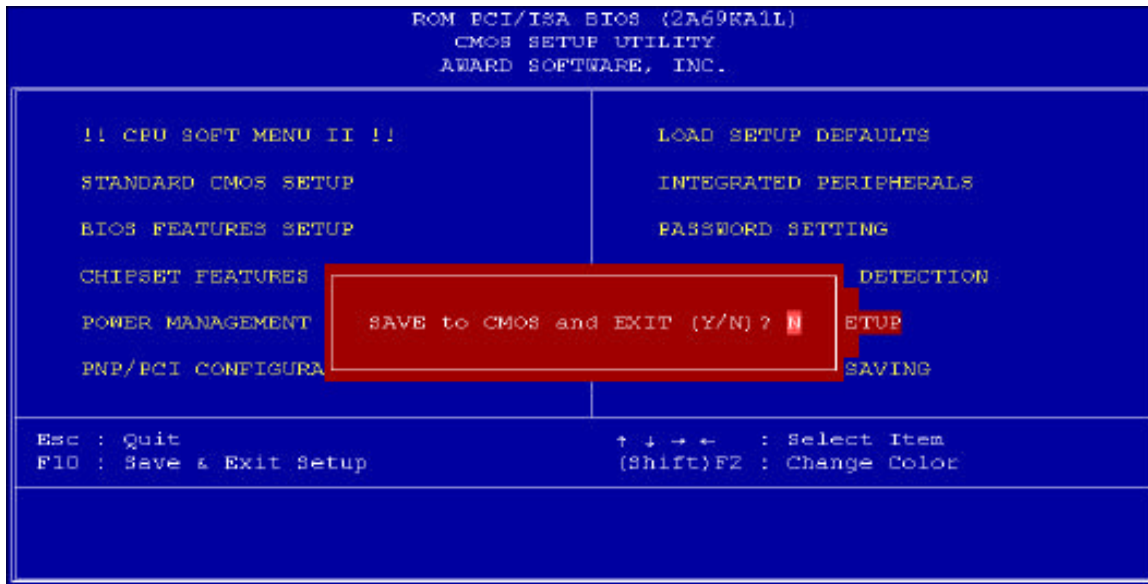 ROM PCI/ISA BIOS (2A69KA1L)
CMOS SETUP UTILITY
AWARD SOFTWARE, INC.
!! CPU SOFT MENU II !!
STANDARD CMOS SETUP
BIOS FEATURES SETUP
CHIPSET FEATURES
POWER MANAGEMENT
PNP/PCI CONFIGURA
LOAD SETUP DEFAULTS
INTEGRATED PERIPHERALS
PASSWORD SETTING
DETECTION
ETUP
SAVING
SAVE to CMOS and EXIT (Y/N)? N
Esc : Quit
F10 : Save & Exit Setup
↑ ↓ → ← : Select Item
(Shift)F2 : Change Color